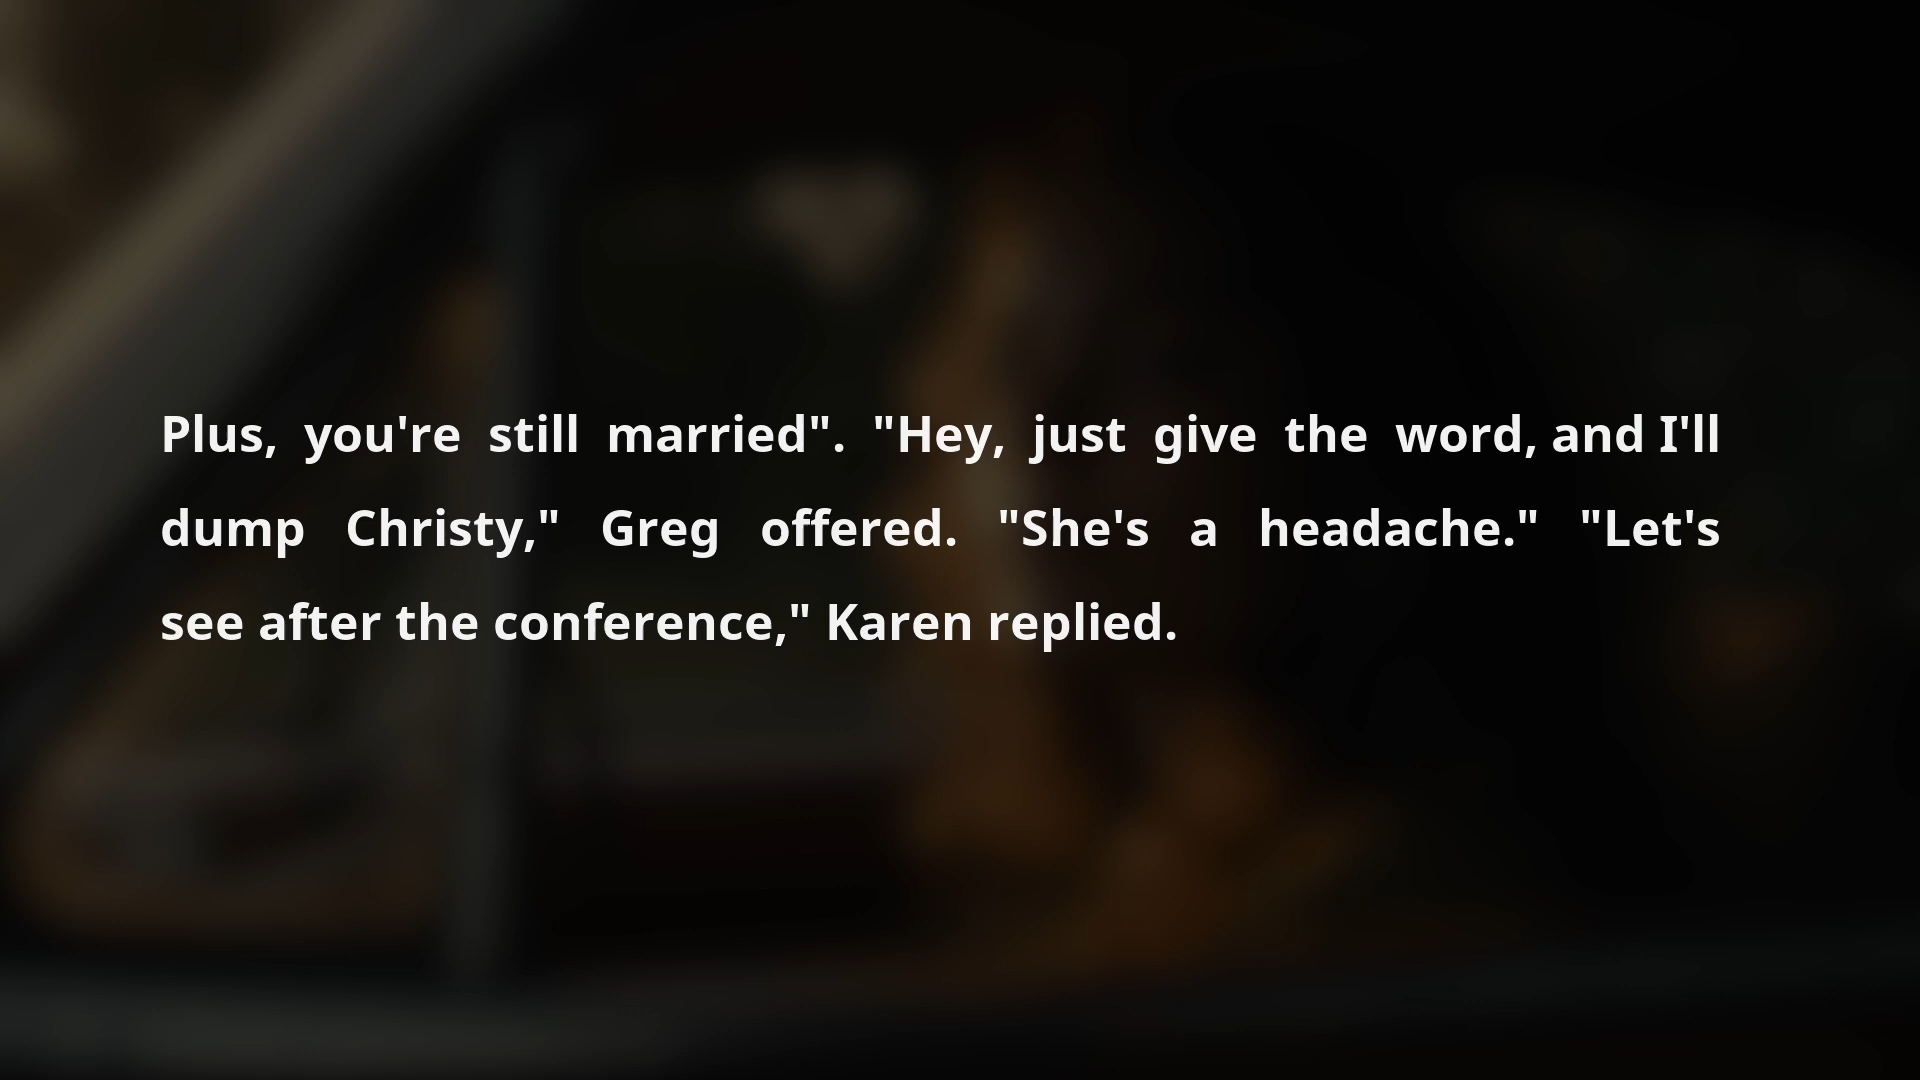 Plus, you're still married". "Hey, just give the word, and I'll
dump Christy," Greg offered. "She's a headache." "Let's
see after the conference," Karen replied.